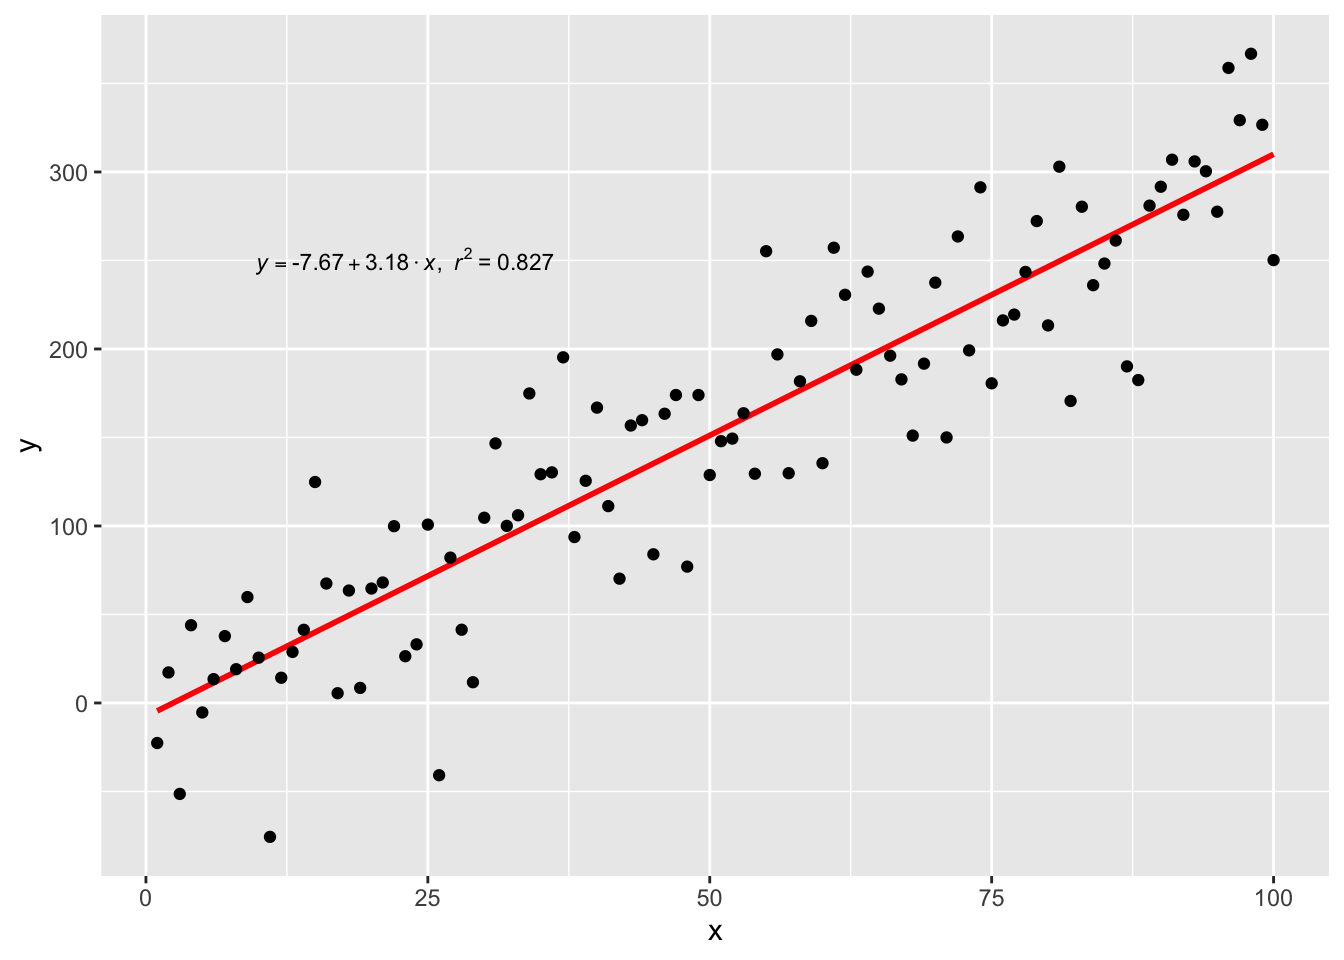 300
200
100
0
y
y = -7.67 + 3.18 · x, r² = 0.827
0 25 50 75 100
x